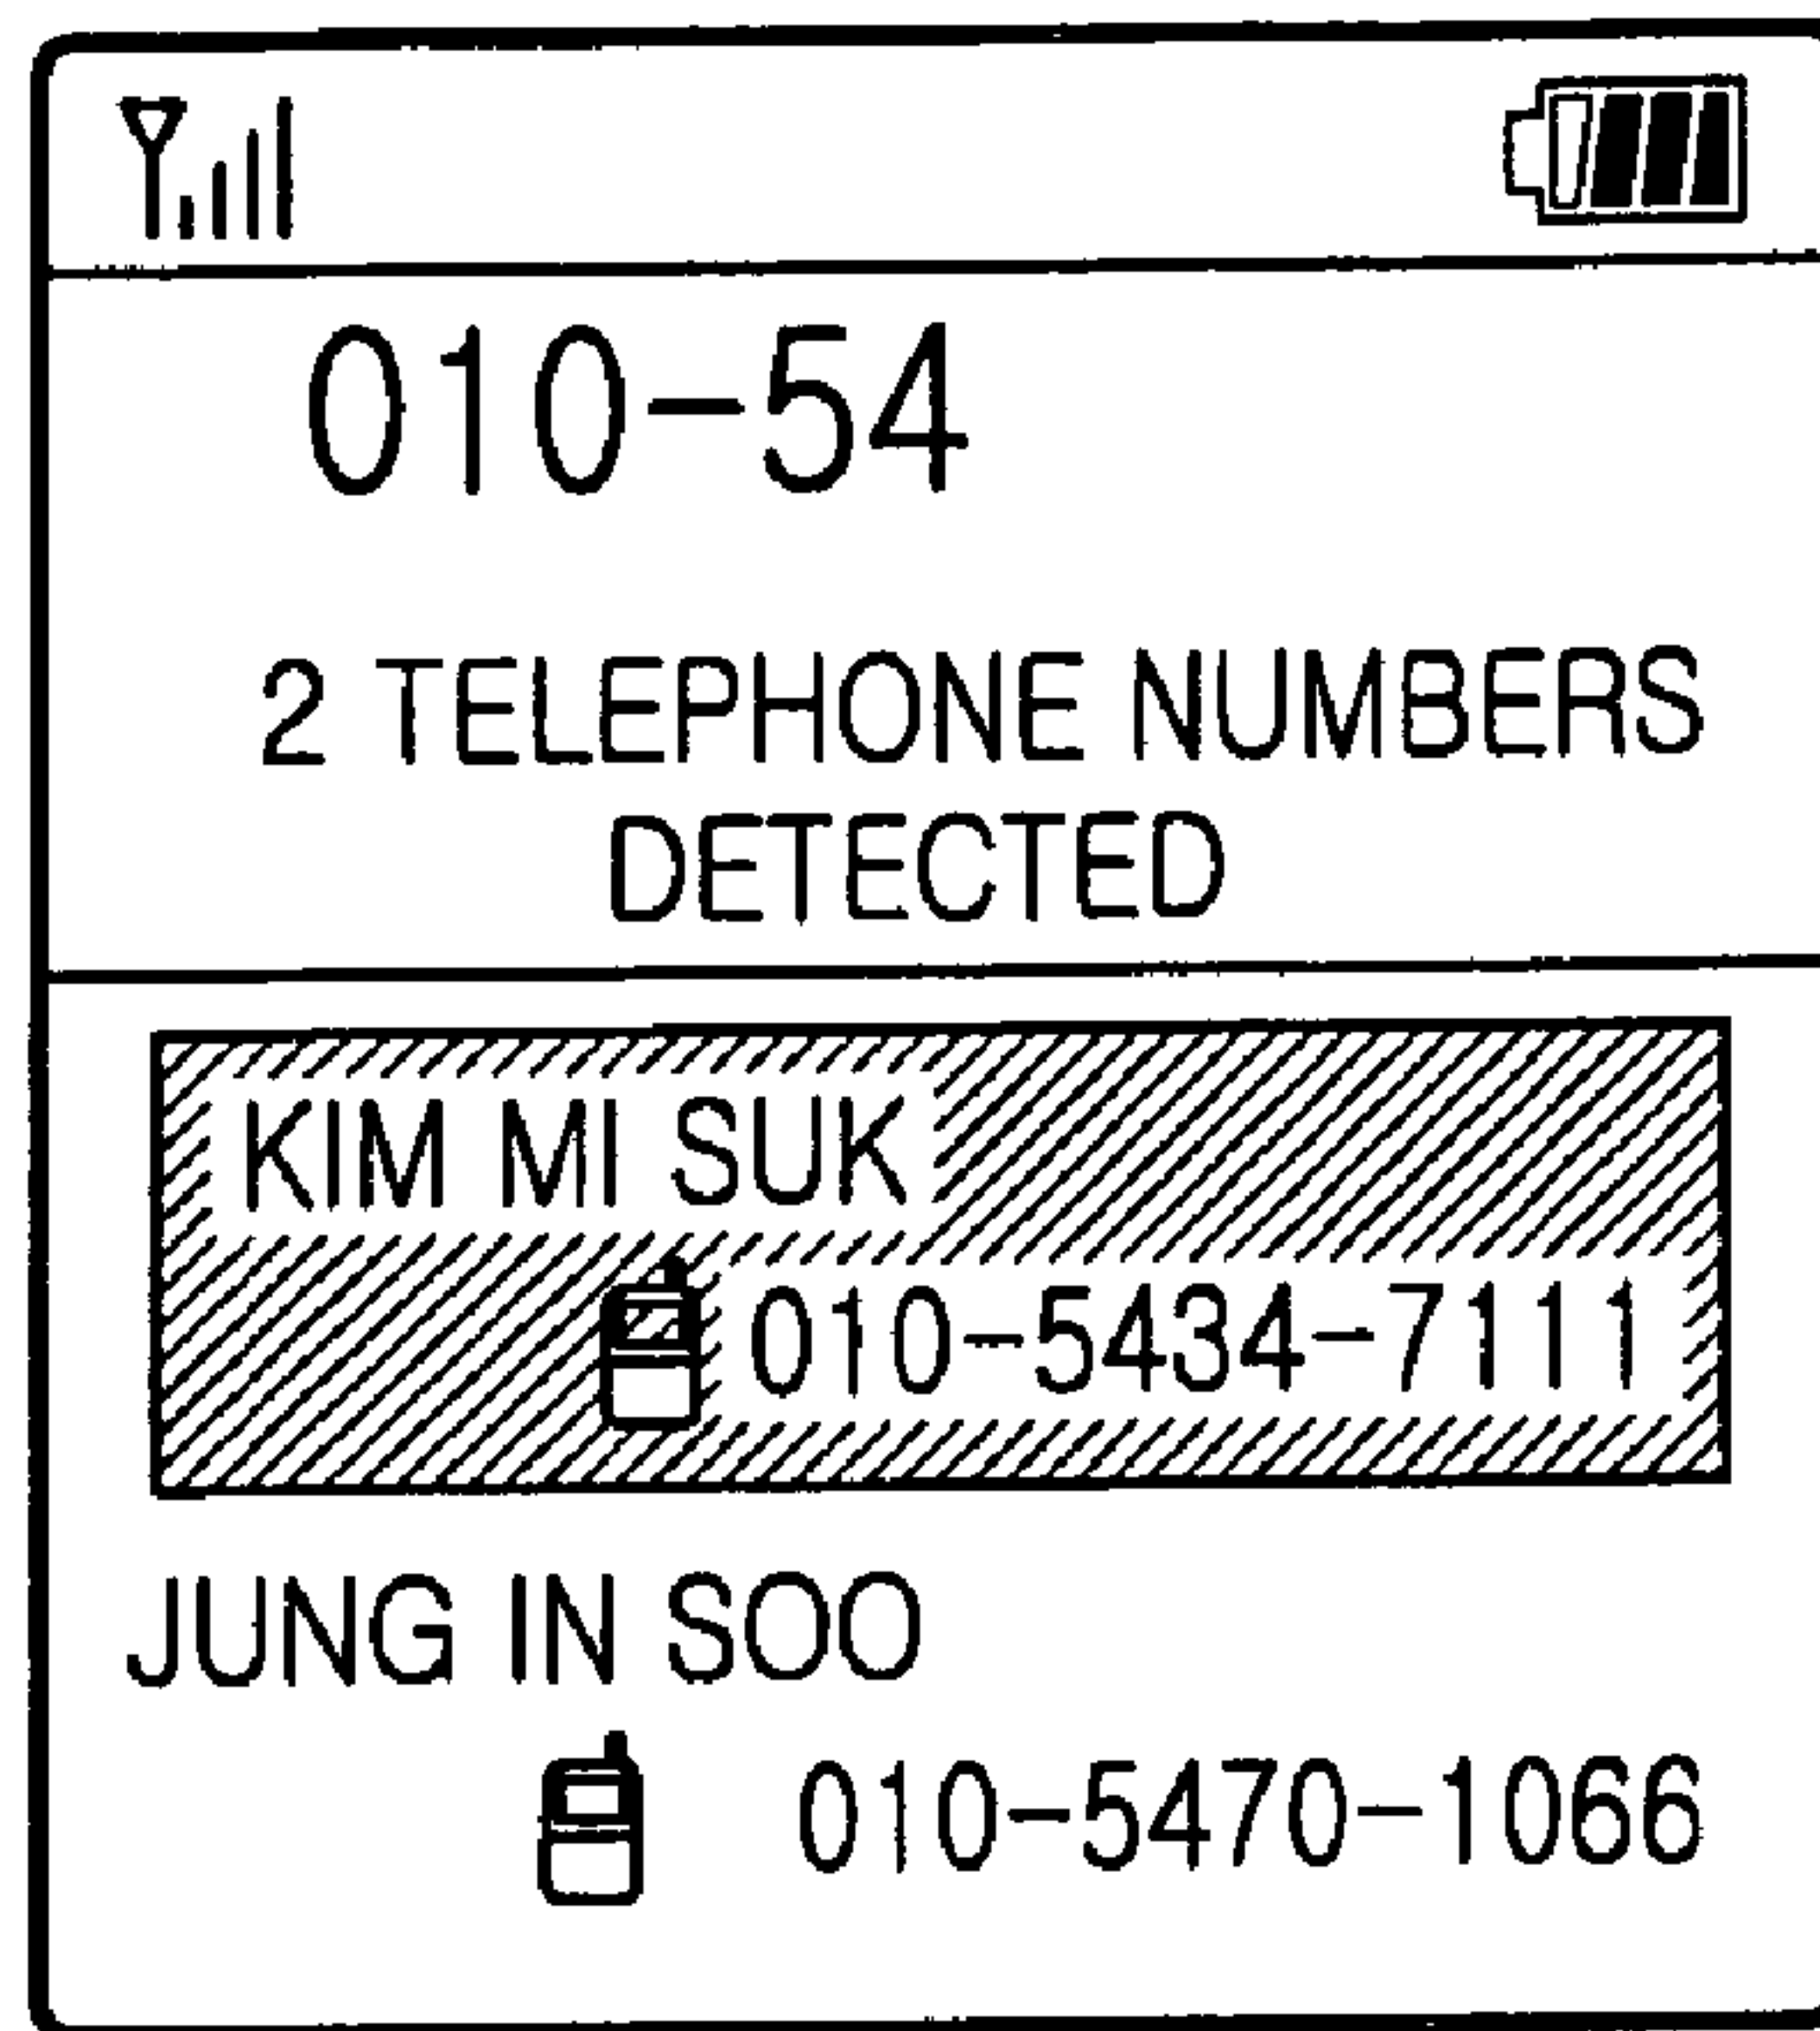 010-54
2 TELEPHONE NUMBERS
DETECTED
KIM MI SUK
010-5434-7111
JUNG IN SOO
010-5470-1066